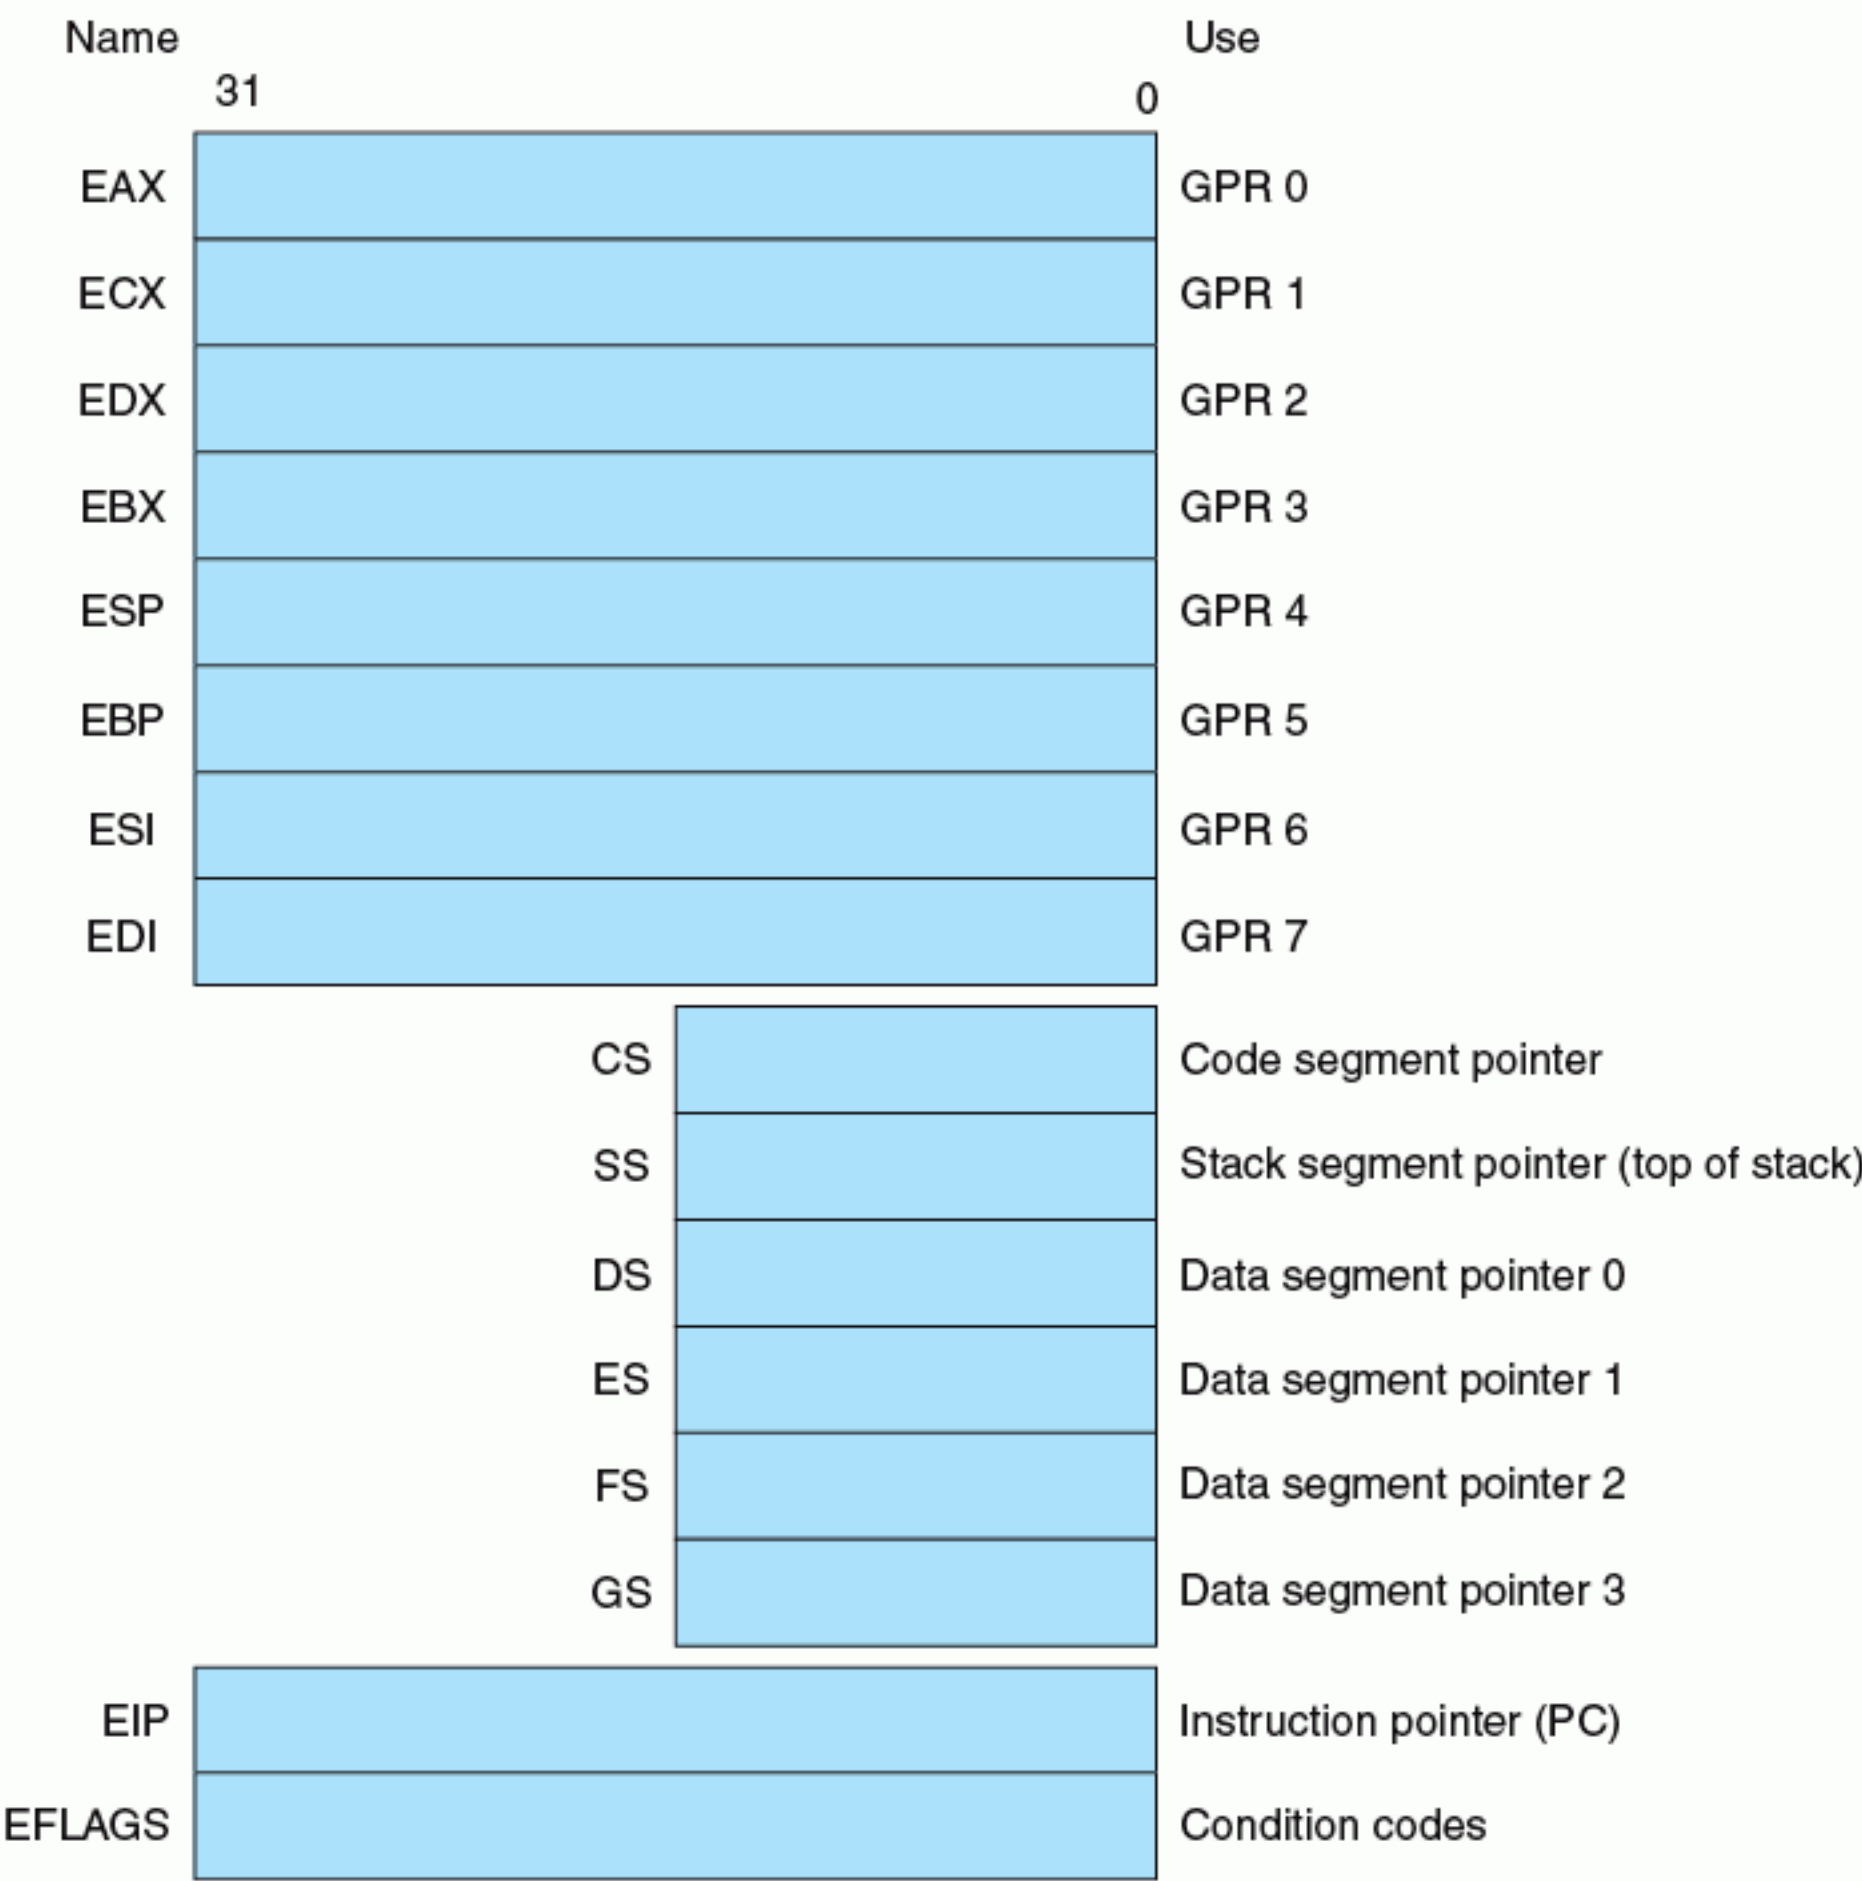 Name Use
31 0
EAX GPR 0
ECX GPR 1
EDX GPR 2
EBX GPR 3
ESP GPR 4
EBP GPR 5
ESI GPR 6
EDI GPR 7
CS Code segment pointer
SS Stack segment pointer (top of stack)
DS Data segment pointer 0
ES Data segment pointer 1
FS Data segment pointer 2
GS Data segment pointer 3
EIP Instruction pointer (PC)
EFLAGS Condition codes